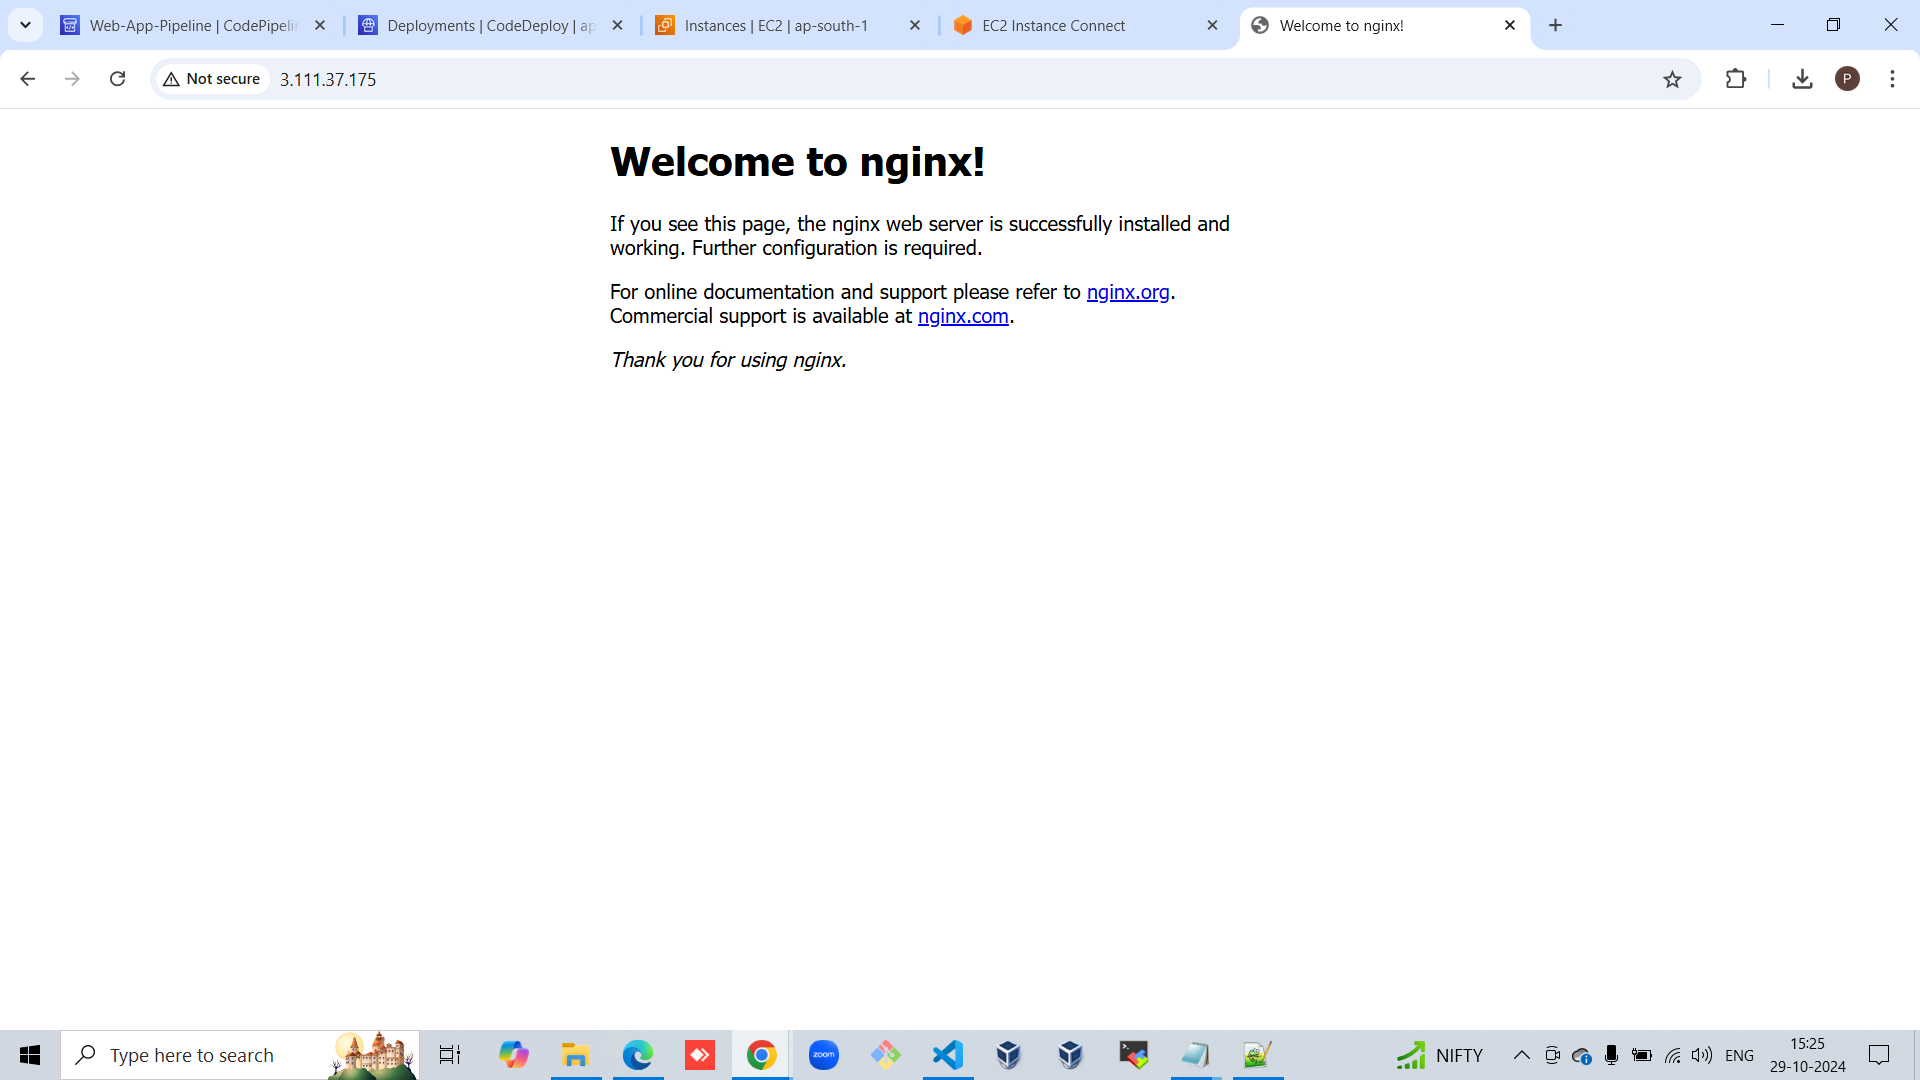 Web-App-Pipeline | CodePipelin
Deployments | CodeDeploy | ap
Instances | EC2 | ap-south-1
EC2 Instance Connect
Welcome to nginx!
Not secure
3.111.37.175
P
Welcome to nginx!
If you see this page, the nginx web server is successfully installed and
working. Further configuration is required.
For online documentation and support please refer to nginx.org.
Commercial support is available at nginx.com.
Thank you for using nginx.
Type here to search
zoom
NIFTY
ENG
15:25
29-10-2024